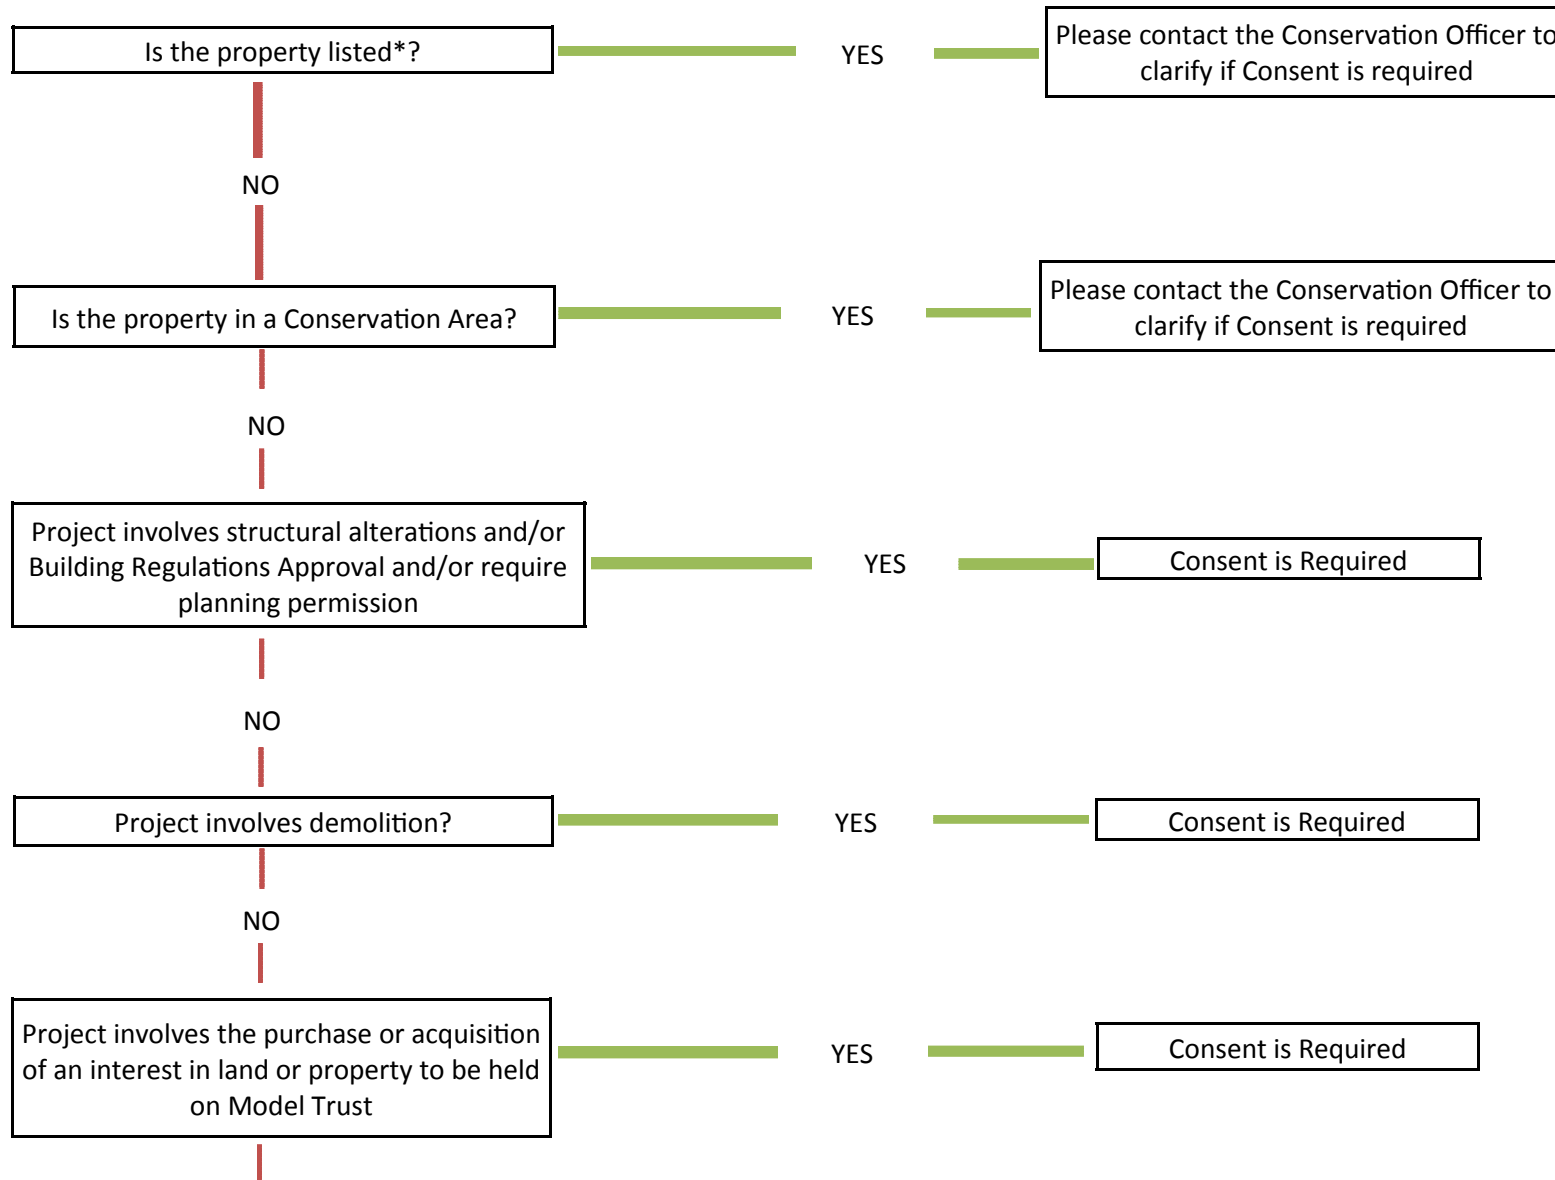 Is the property listed*?
YES
Please contact the Conservation Officer to
clarify if Consent is required
NO
Is the property in a Conservation Area?
YES
Please contact the Conservation Officer to
clarify if Consent is required
NO
Project involves structural alterations and/or
Building Regulations Approval and/or require
planning permission
YES
Consent is Required
NO
Project involves demolition?
YES
Consent is Required
NO
Project involves the purchase or acquisition
of an interest in land or property to be held
on Model Trust
YES
Consent is Required